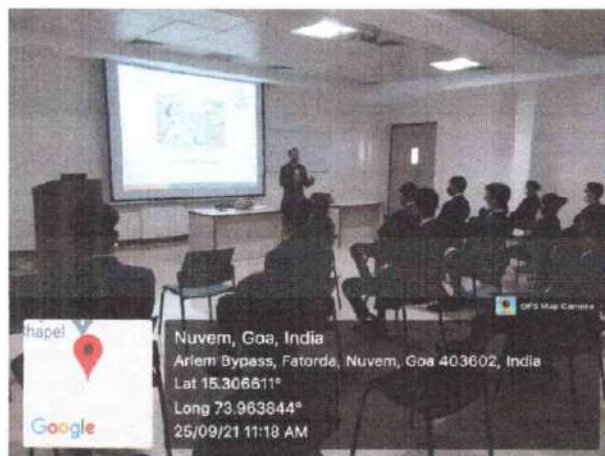 GPS Map Camera
hapel
Google
Nuvem, Goa, India
Arlem Bypass, Fatorda, Nuvem, Goa 403602, India
Lat 15.306611°
Long 73.963844°
25/09/21 11:18 AM